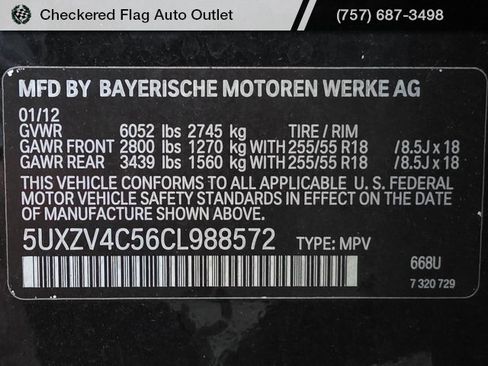 Checkered Flag Auto Outlet (757) 687-3498
MFD BY BAYERISCHE MOTOREN WERKE AG
01/12
GVWR 6052 lbs 2745 kg TIRE / RIM
GAWR FRONT 2800 lbs 1270 kg WITH 255/55 R18 /8.5J x 18
GAWR REAR 3439 lbs 1560 kg WITH 255/55 R18 /8.5J x 18
THIS VEHICLE CONFORMS TO ALL APPLICABLE U. S. FEDERAL
MOTOR VEHICLE SAFETY STANDARDS IN EFFECT ON THE
DATE OF MANUFACTURE SHOWN ABOVE.
5UXZV4C56CL988572 TYPE: MPV
668U
7 320 729